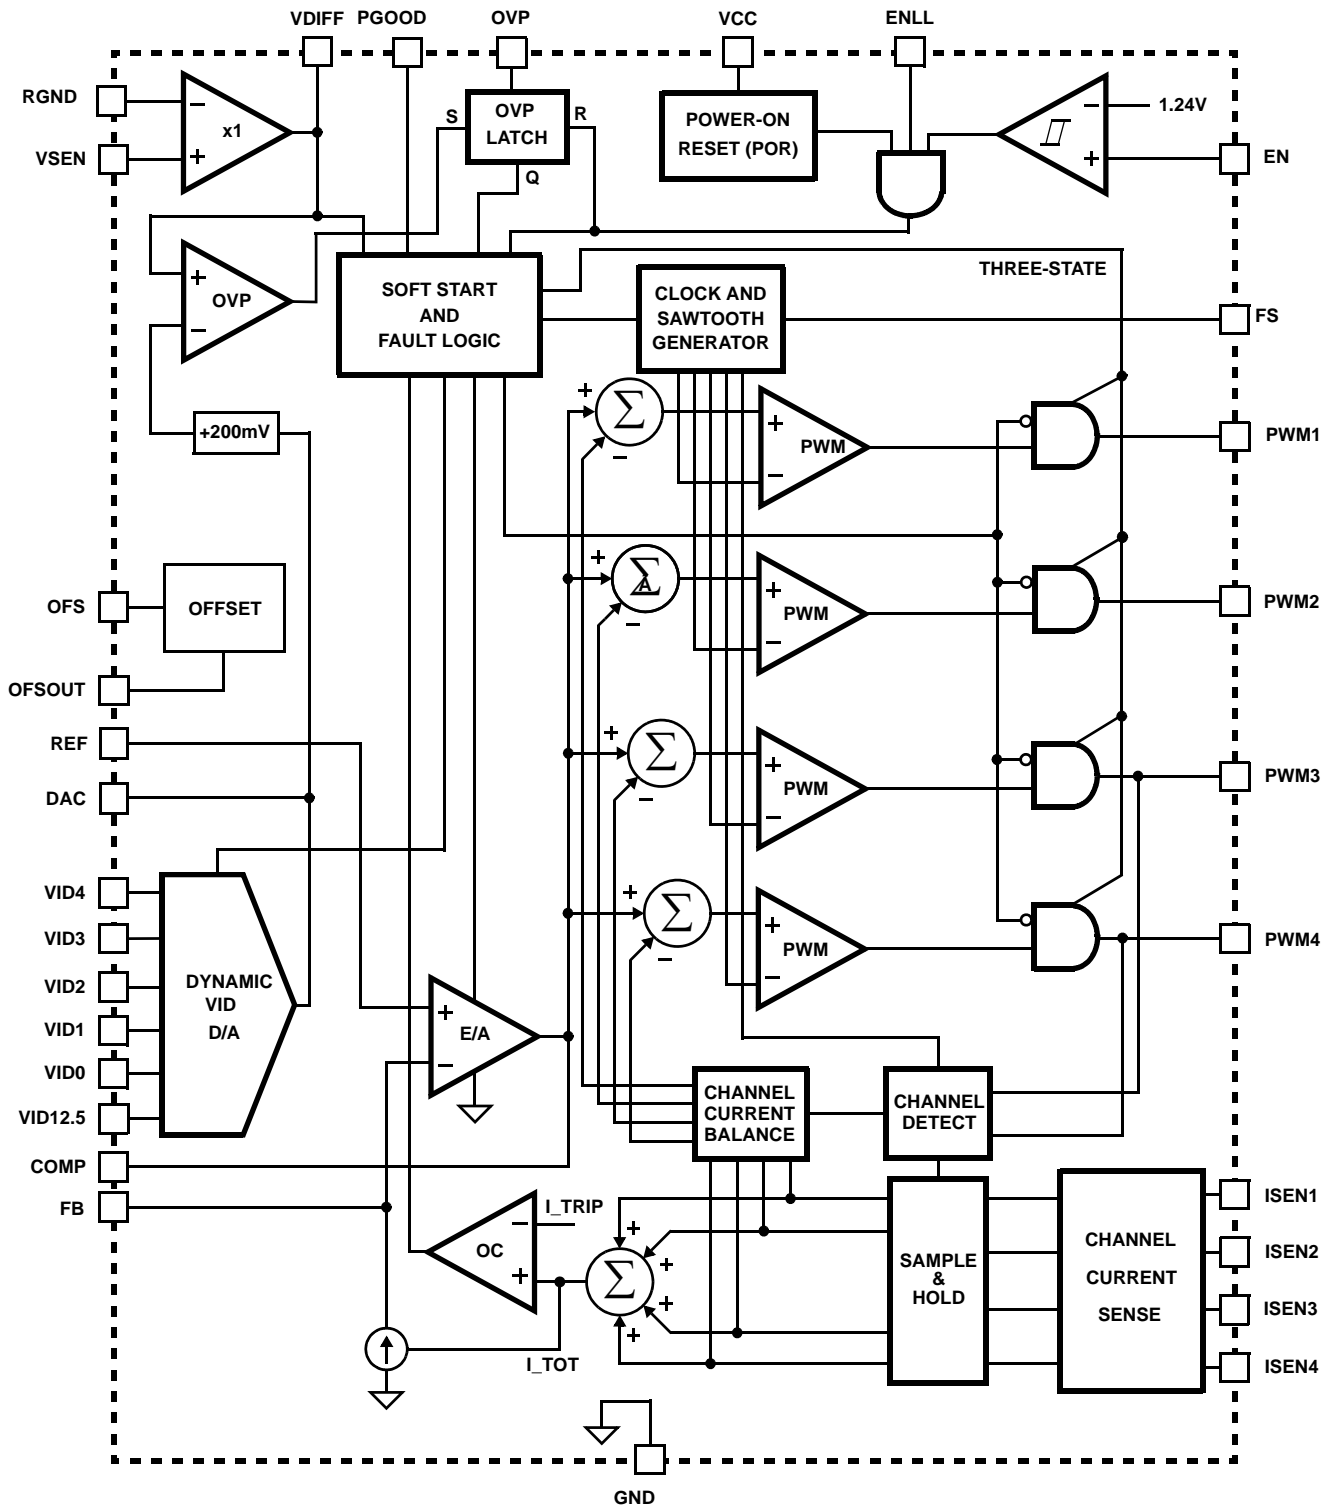 VDIFF PGOOD OVP VCC ENLL
RGND
VSEN
x1
S
OVP
LATCH
R
Q
POWER-ON
RESET (POR)
1.24V
EN
OVP
SOFT START
AND
FAULT LOGIC
CLOCK AND
SAWTOOTH
GENERATOR
THREE-STATE
FS
+200mV
Σ
PWM
PWM1
OFS
OFFSET
Σ
A
PWM
PWM2
OFSOUT
REF
DAC
Σ
PWM
PWM3
VID4
VID3
VID2
VID1
VID0
VID12.5
DYNAMIC
VID
D/A
Σ
PWM
PWM4
E/A
CHANNEL
CURRENT
BALANCE
CHANNEL
DETECT
COMP
FB
I_TRIP
OC
Σ
I_TOT
SAMPLE
&
HOLD
CHANNEL
CURRENT
SENSE
ISEN1
ISEN2
ISEN3
ISEN4
GND